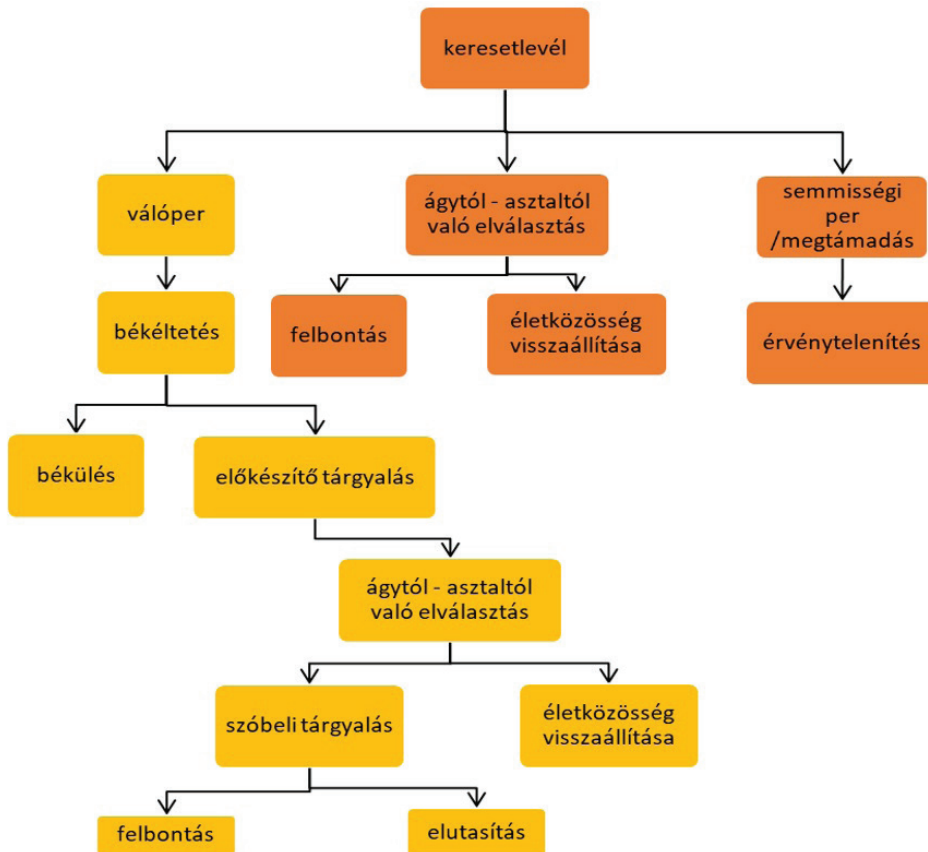 keresetlevél
válóper
ágytól - asztaltól
való elválasztás
semmisségi
per
/megtámadás
békéltetés
felbontás
életközösség
visszaállítása
érvénytelenítés
békülés
előkészítő tárgyalás
ágytól - asztaltól
való elválasztás
szóbeli tárgyalás
életközösség
visszaállítása
felbontás
elutasítás